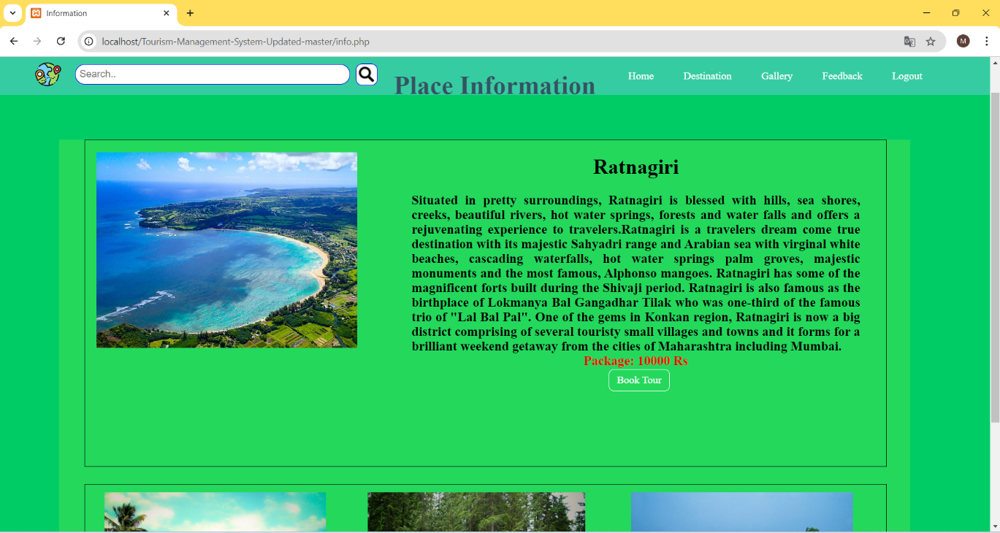 Information
localhost/Tourism-Management-System-Updated-master/info.php
M
Search..
Place Information
Home
Destination
Gallery
Feedback
Logout
Ratnagiri
Situated in pretty surroundings, Ratnagiri is blessed with hills, sea shores,
creeks, beautiful rivers, hot water springs, forests and water falls and offers a
rejuvenating experience to travelers.Ratnagiri is a travelers dream come true
destination with its majestic Sahyadri range and Arabian sea with virginal white
beaches, cascading waterfalls, hot water springs palm groves, majestic
monuments and the most famous, Alphonso mangoes. Ratnagiri has some of the
magnificent forts built during the Shivaji period. Ratnagiri is also famous as the
birthplace of Lokmanya Bal Gangadhar Tilak who was one-third of the famous
trio of "Lal Bal Pal". One of the gems in Konkan region, Ratnagiri is now a big
district comprising of several touristy small villages and towns and it forms for a
brilliant weekend getaway from the cities of Maharashtra including Mumbai.
Package: 10000 Rs
Book Tour